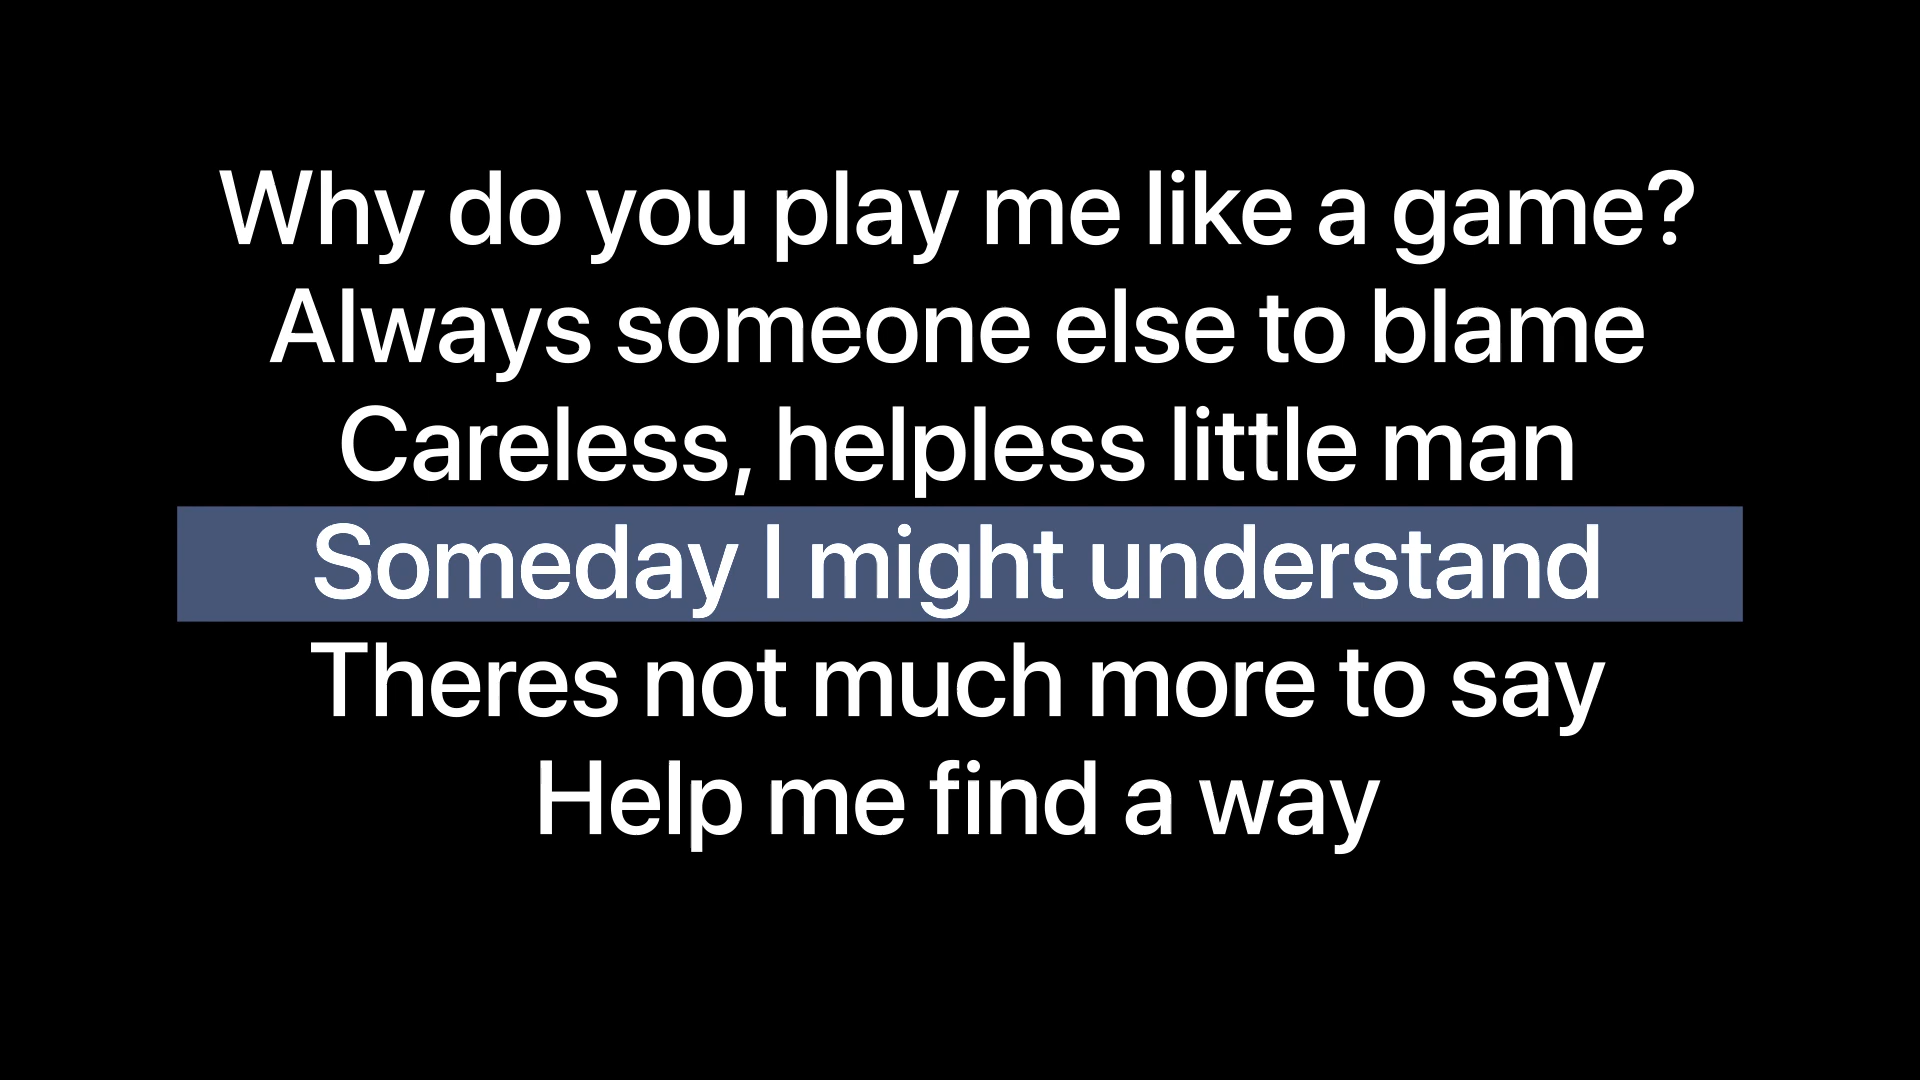 Why do you play me like a game?
Always someone else to blame
Careless, helpless little man
Someday I might understand
Theres not much more to say
Help me find a way